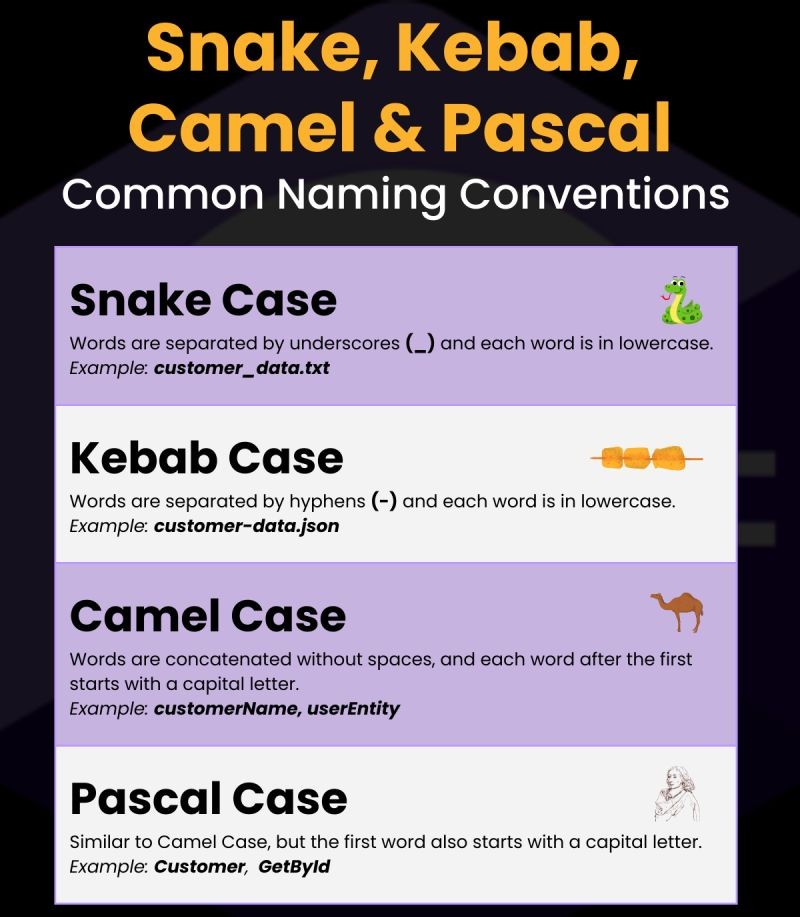 Snake, Kebab,
Camel & Pascal
Common Naming Conventions
Snake Case
Words are separated by underscores (_) and each word is in lowercase.
Example: customer_data.txt
Kebab Case
Words are separated by hyphens (-) and each word is in lowercase.
Example: customer-data.json
Camel Case
Words are concatenated without spaces, and each word after the first
starts with a capital letter.
Example: customerName, userEntity
Pascal Case
Similar to Camel Case, but the first word also starts with a capital letter.
Example: Customer, GetById